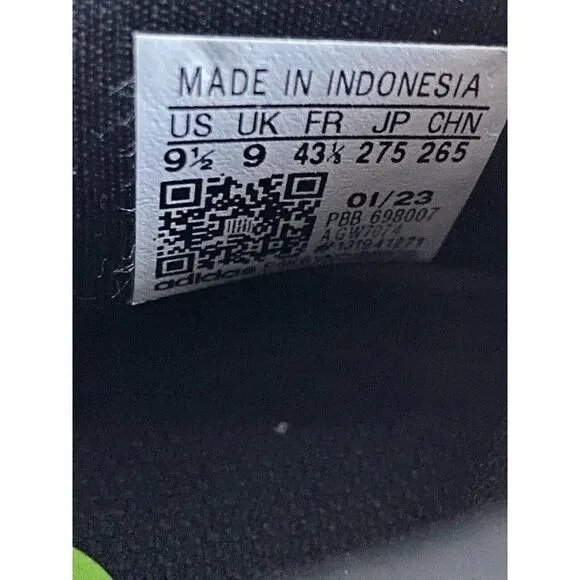 MADE IN INDONESIA
US UK FR JP CHN
9½ 9 43⅓ 275 265
01/23
PBB 698007
AGW7074
adidas